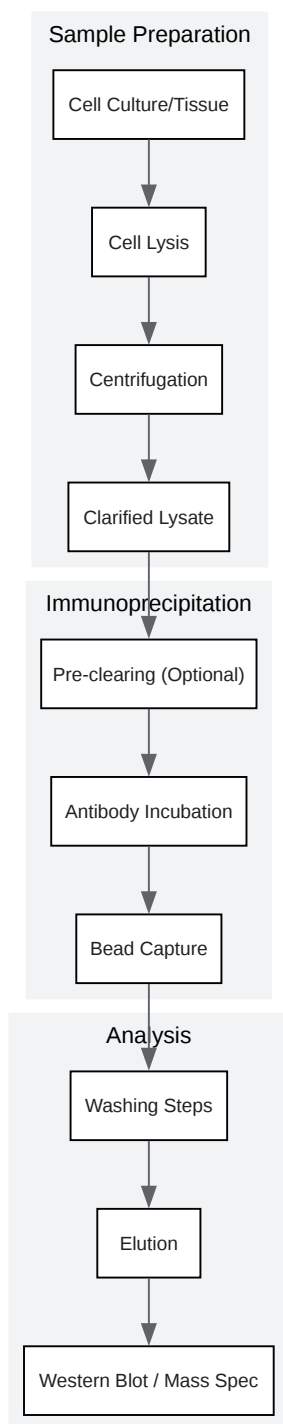 Sample Preparation
Cell Culture/Tissue
Cell Lysis
Centrifugation
Clarified Lysate
Immunoprecipitation
Pre-clearing (Optional)
Antibody Incubation
Bead Capture
Analysis
Washing Steps
Elution
Western Blot / Mass Spec